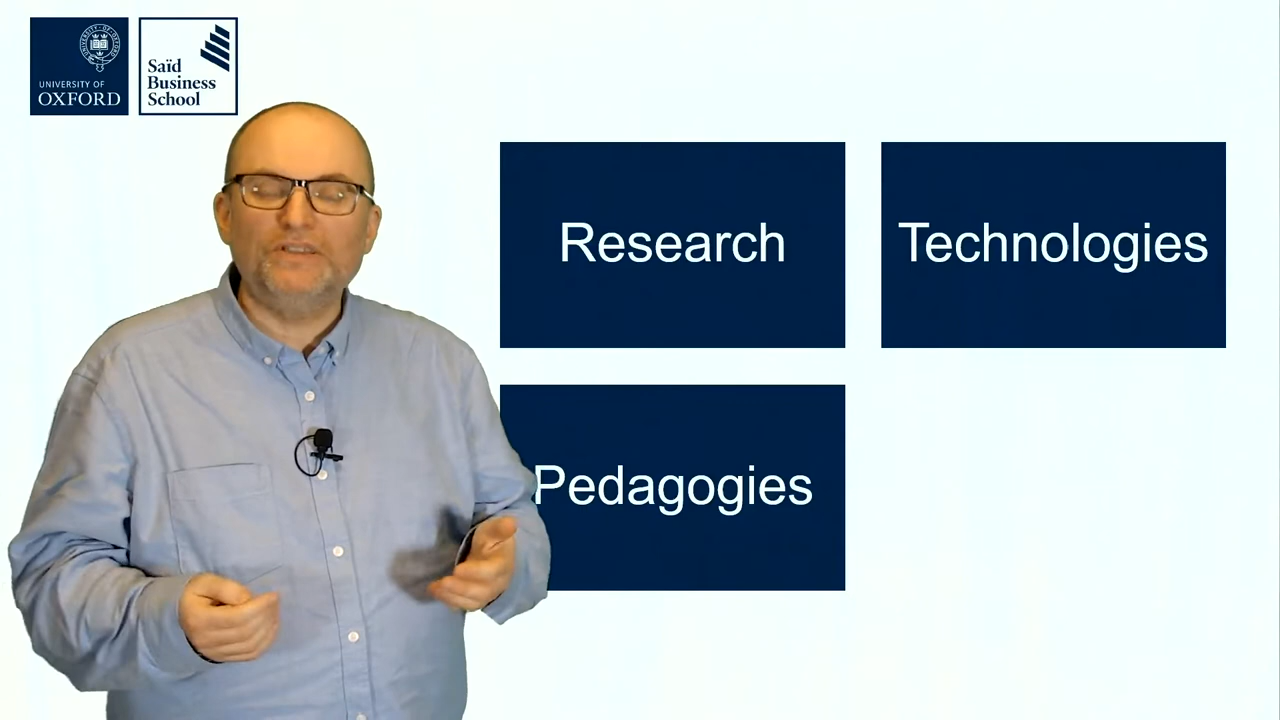 UNIVERSITY OF
OXFORD
Saïd
Business
School
Research
Technologies
Pedagogies